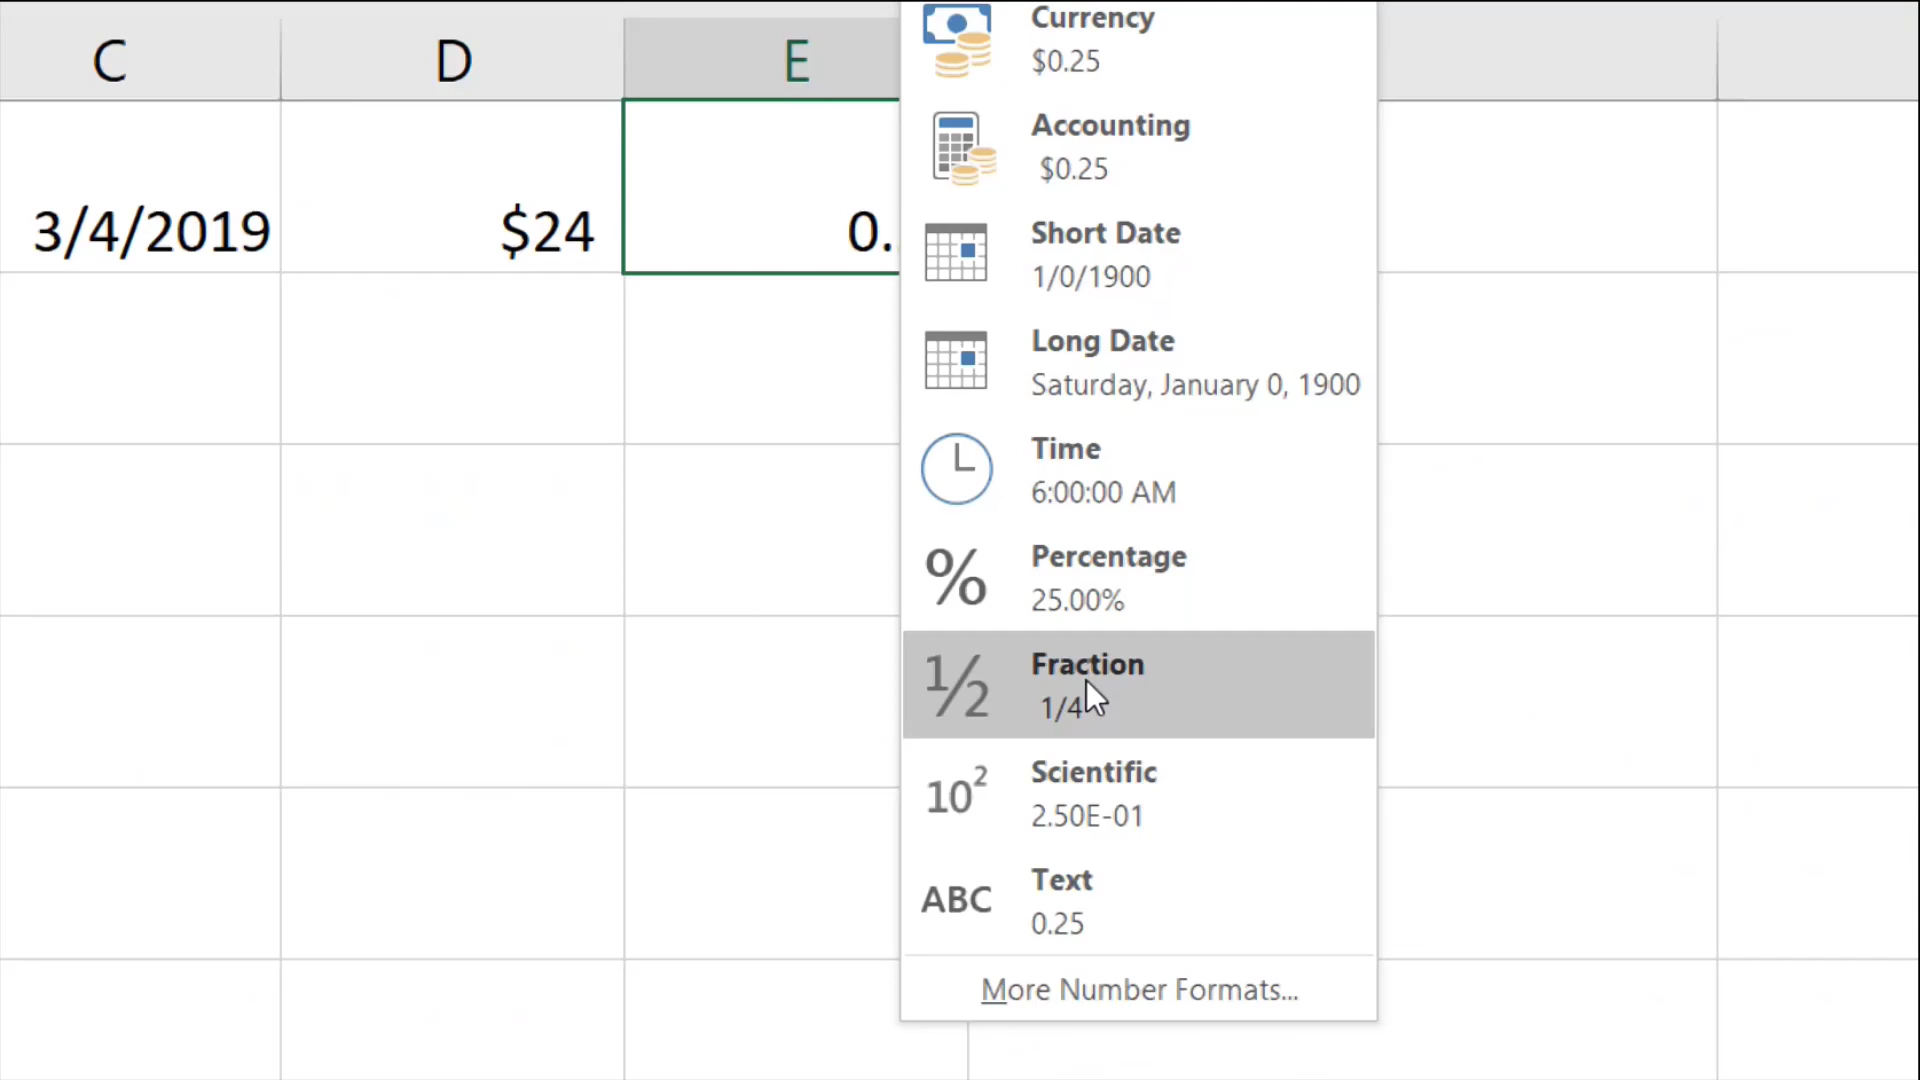 C D E
3/4/2019 $24 0.
Currency
$0.25
Accounting
$0.25
Short Date
1/0/1900
Long Date
Saturday, January 0, 1900
Time
6:00:00 AM
%
Percentage
25.00%
½
Fraction
1/4
10²
Scientific
2.50E-01
ABC
Text
0.25
More Number Formats...